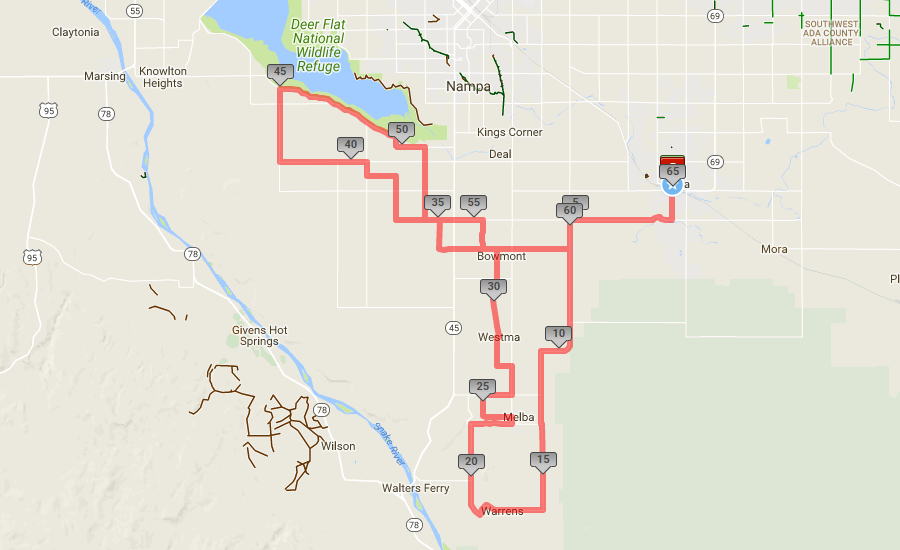 River
55
69
Claytonia
Deer Flat
National
Wildlife
Refuge
SOUTHWEST
ADA COUNTY
ALLIANCE
45
Marsing
Knowlton
Heights
Nampa
95
78
50
Kings Corner
40
Deal
69
65
a
35
55
5
60
78
95
Bowmont
Mora
Pl
30
45
Givens Hot
Springs
Westma
10
25
78
Melba
Wilson
Snake River
20
15
Walters Ferry
Warrens
78